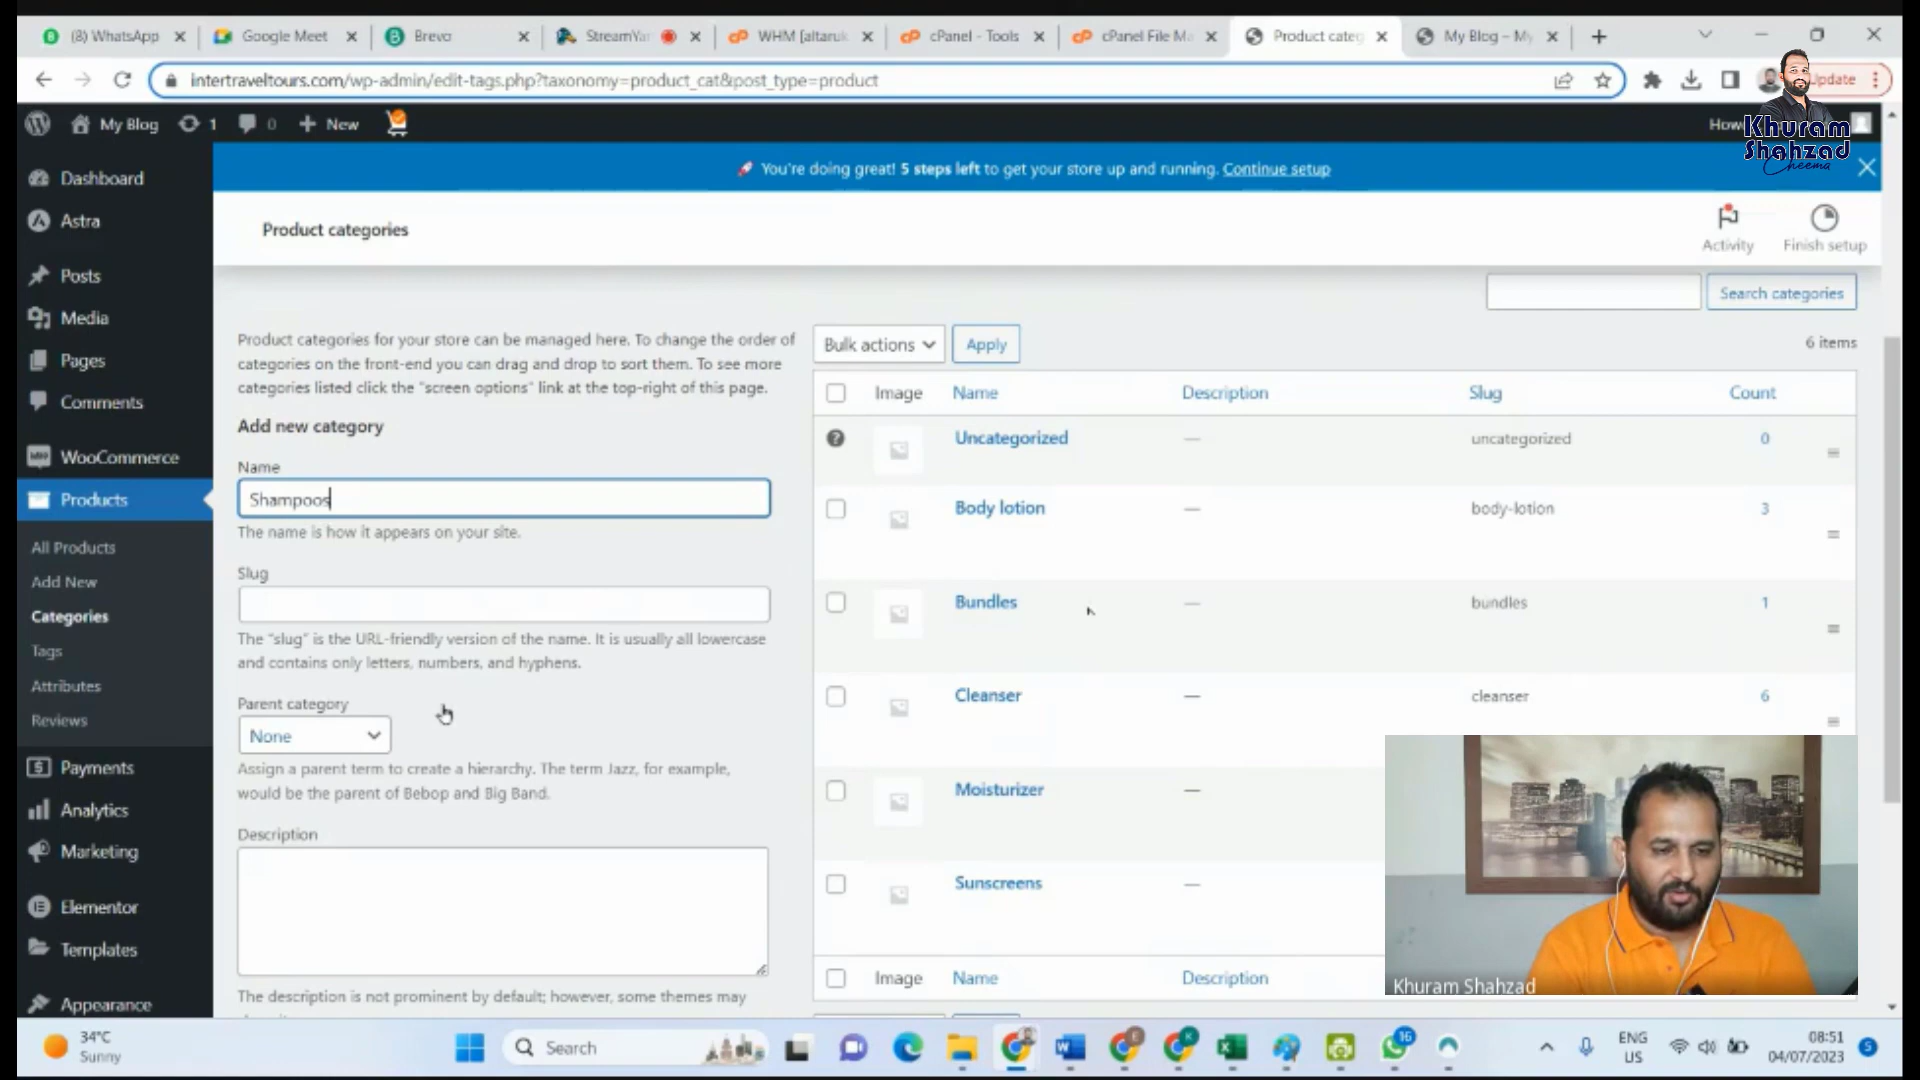 (8) WhatsApp
Google Meet
Brevo
StreamYar
WHM [altaruk
cPanel - Tools
cPanel File Ma
Product categ
My Blog – My
intertraveltours.com/wp-admin/edit-tags.php?taxonomy=product_cat&post_type=product
Update
My Blog
1
0
New
How
Khuram
Shahzad
Cheema
You're doing great! 5 steps left to get your store up and running. Continue setup
Dashboard
Astra
Posts
Media
Pages
Comments
WooCommerce
Products
All Products
Add New
Categories
Tags
Attributes
Reviews
Payments
Analytics
Marketing
Elementor
Templates
Appearance
Product categories
Activity
Finish setup
Search categories
Product categories for your store can be managed here. To change the order of
categories on the front-end you can drag and drop to sort them. To see more
categories listed click the "screen options" link at the top-right of this page.
Add new category
Name
Shampoos
The name is how it appears on your site.
Slug
The "slug" is the URL-friendly version of the name. It is usually all lowercase
and contains only letters, numbers, and hyphens.
Parent category
None
Assign a parent term to create a hierarchy. The term Jazz, for example,
would be the parent of Bebop and Big Band.
Description
The description is not prominent by default; however, some themes may
Bulk actions
Apply
6 items
Image Name Description Slug Count
Uncategorized — uncategorized 0
Body lotion — body-lotion 3
Bundles — bundles 1
Cleanser — cleanser 6
Moisturizer —
Sunscreens —
Image Name Description
Khuram Shahzad
34°C
Sunny
Search
16
ENG
US
08:51
04/07/2023
5